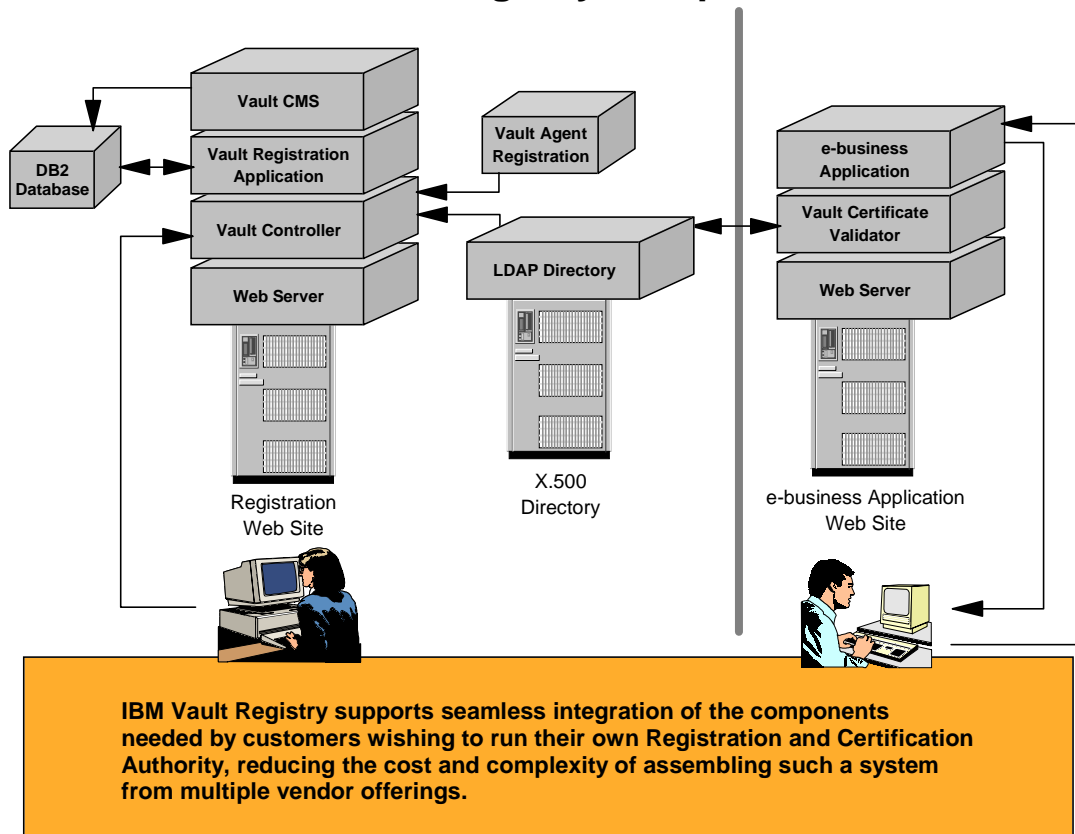 Vault CMS
Vault Registration
Application
Vault Controller
Web Server
DB2
Database
Vault Agent
Registration
LDAP Directory
e-business
Application
Vault Certificate
Validator
Web Server
Registration
Web Site
X.500
Directory
e-business Application
Web Site
IBM Vault Registry supports seamless integration of the components
needed by customers wishing to run their own Registration and Certification
Authority, reducing the cost and complexity of assembling such a system
from multiple vendor offerings.